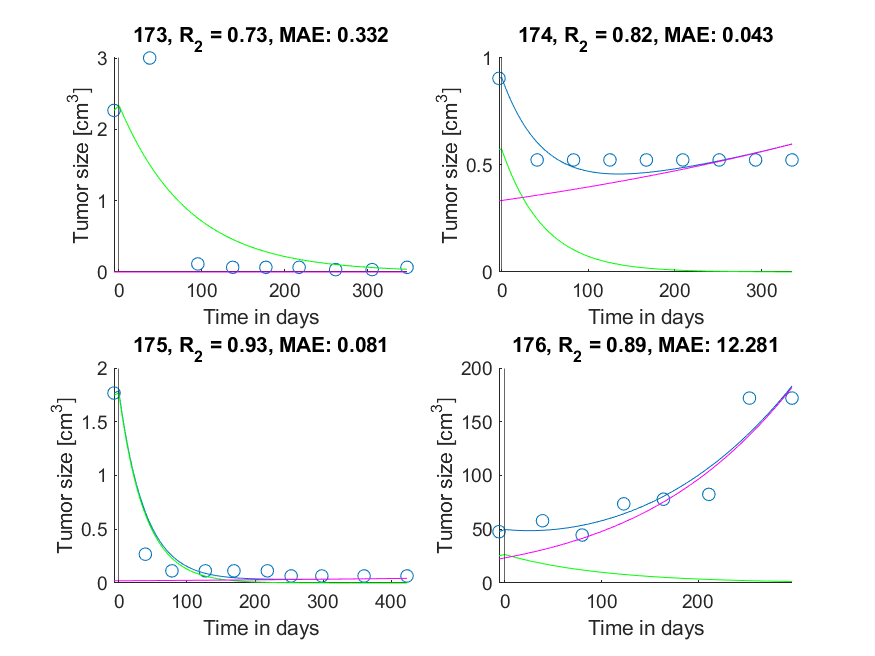 173, R2 = 0.73, MAE: 0.332
Tumor size [cm3]
3
2
1
0
0 100 200 300
Time in days
174, R2 = 0.82, MAE: 0.043
Tumor size [cm3]
1
0.5
0
0 100 200 300
Time in days
175, R2 = 0.93, MAE: 0.081
Tumor size [cm3]
2
1.5
1
0.5
0
0 100 200 300 400
Time in days
176, R2 = 0.89, MAE: 12.281
Tumor size [cm3]
200
150
100
50
0
0 100 200
Time in days